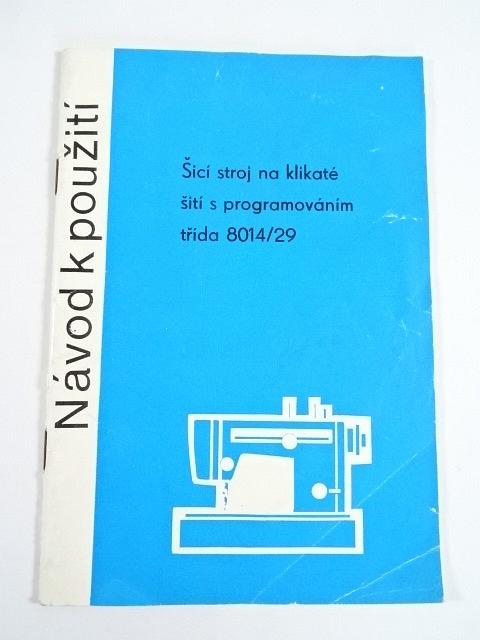 Návod k použití
Šicí stroj na klikaté
šití s programováním
třída 8014/29